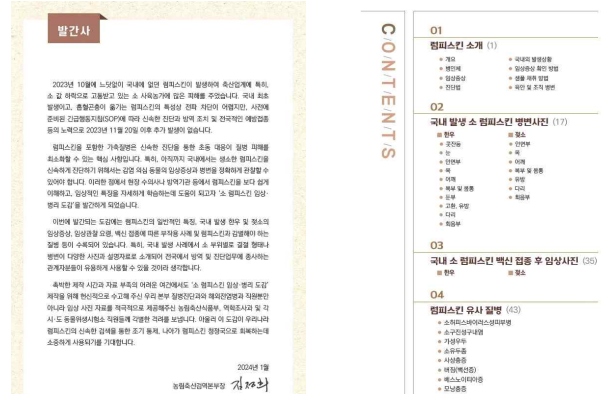 발간사
2023년 10월에 느닷없이 국내에 없던 럼피스킨이 발생하여 축산업계에 특히,
소 값 하락으로 고통받고 있는 소 사육농가에 많은 피해를 주었습니다. 국내 최초
발생이고, 흡혈곤충이 옮기는 럼피스킨의 특성상 전파 차단이 어렵지만, 사전에
준비된 긴급행동지침(SOP)에 따라 신속한 진단과 방역 조치 및 전국적인 예방접종
등의 노력으로 2023년 11월 20일 이후 추가 발생이 없습니다.
럼피스킨을 포함한 가축질병은 신속한 진단을 통한 초동 대응이 질병 피해를
최소화할 수 있는 핵심 사항입니다. 특히, 아직까지 국내에서는 생소한 럼피스킨을
신속하게 진단하기 위해서는 감염 의심 동물의 임상증상과 병변을 정확하게 관찰할 수
있어야 합니다. 이러한 점에서 현장 수의사나 방역기관 등에서 럼피스킨을 보다 쉽게
이해하고, 임상적인 특징을 자세하게 학습하는데 도움이 되고자 '소 럼피스킨 임상·
병리 도감'을 발간하게 되었습니다.
이번에 발간되는 도감에는 럼피스킨의 일반적인 특징, 국내 발생 한우 및 젖소의
임상증상, 임상관찰 요령, 백신 접종에 따른 부작용 사례 및 럼피스킨과 감별해야 하는
질병 등이 수록되어 있습니다. 특히, 국내 발생 사례에서 소 부위별로 결절 형태나
병변이 다양한 사진과 설명자료로 소개되어 전국에서 방역 및 진단업무에 종사하는
관계자분들이 유용하게 사용할 수 있을 것이라 생각합니다.
촉박한 제작 시간과 자료 부족의 어려운 여건에서도 '소 럼피스킨 임상·병리 도감'
제작을 위해 헌신적으로 수고해 주신 우리 본부 질병진단과와 해외전염병과 직원뿐만
아니라 임상 사진 자료를 적극적으로 제공해주신 농림축산식품부, 역학조사과 및 각
시·도 동물위생시험소 직원들께 각별한 격려를 보냅니다. 아울러 이 도감이 우리나라
럼피스킨의 신속한 검색을 통한 조기 통제, 나아가 럼피스킨 청정국으로 회복하는데
소중하게 사용되기를 기대합니다.
2024년 1월
농림축산검역본부장 김정희
CONTENTS
01
럼피스킨 소개 (1)
개요
병인체
임상증상
진단법
국내의 발생상황
임상증상 확인 방법
샘플 채취 방법
육안 및 조직 병변
02
국내 발생 소 럼피스킨 병변사진 (17)
한우
콧잔등
눈
안면부
목
어깨
복부 및 몸통
둔부
고환, 유방
다리
회음부
젖소
안면부
목
어깨
유방
복부 및 몸통
다리
회음부
03
국내 소 럼피스킨 백신 접종 후 임상사진 (35)
한우 젖소
04
럼피스킨 유사 질병 (43)
소허피스바이러스성피부병
소구진성구내염
가성우두
소유두종
사상충증
버짐(백선증)
베스노이티아증
모낭충증